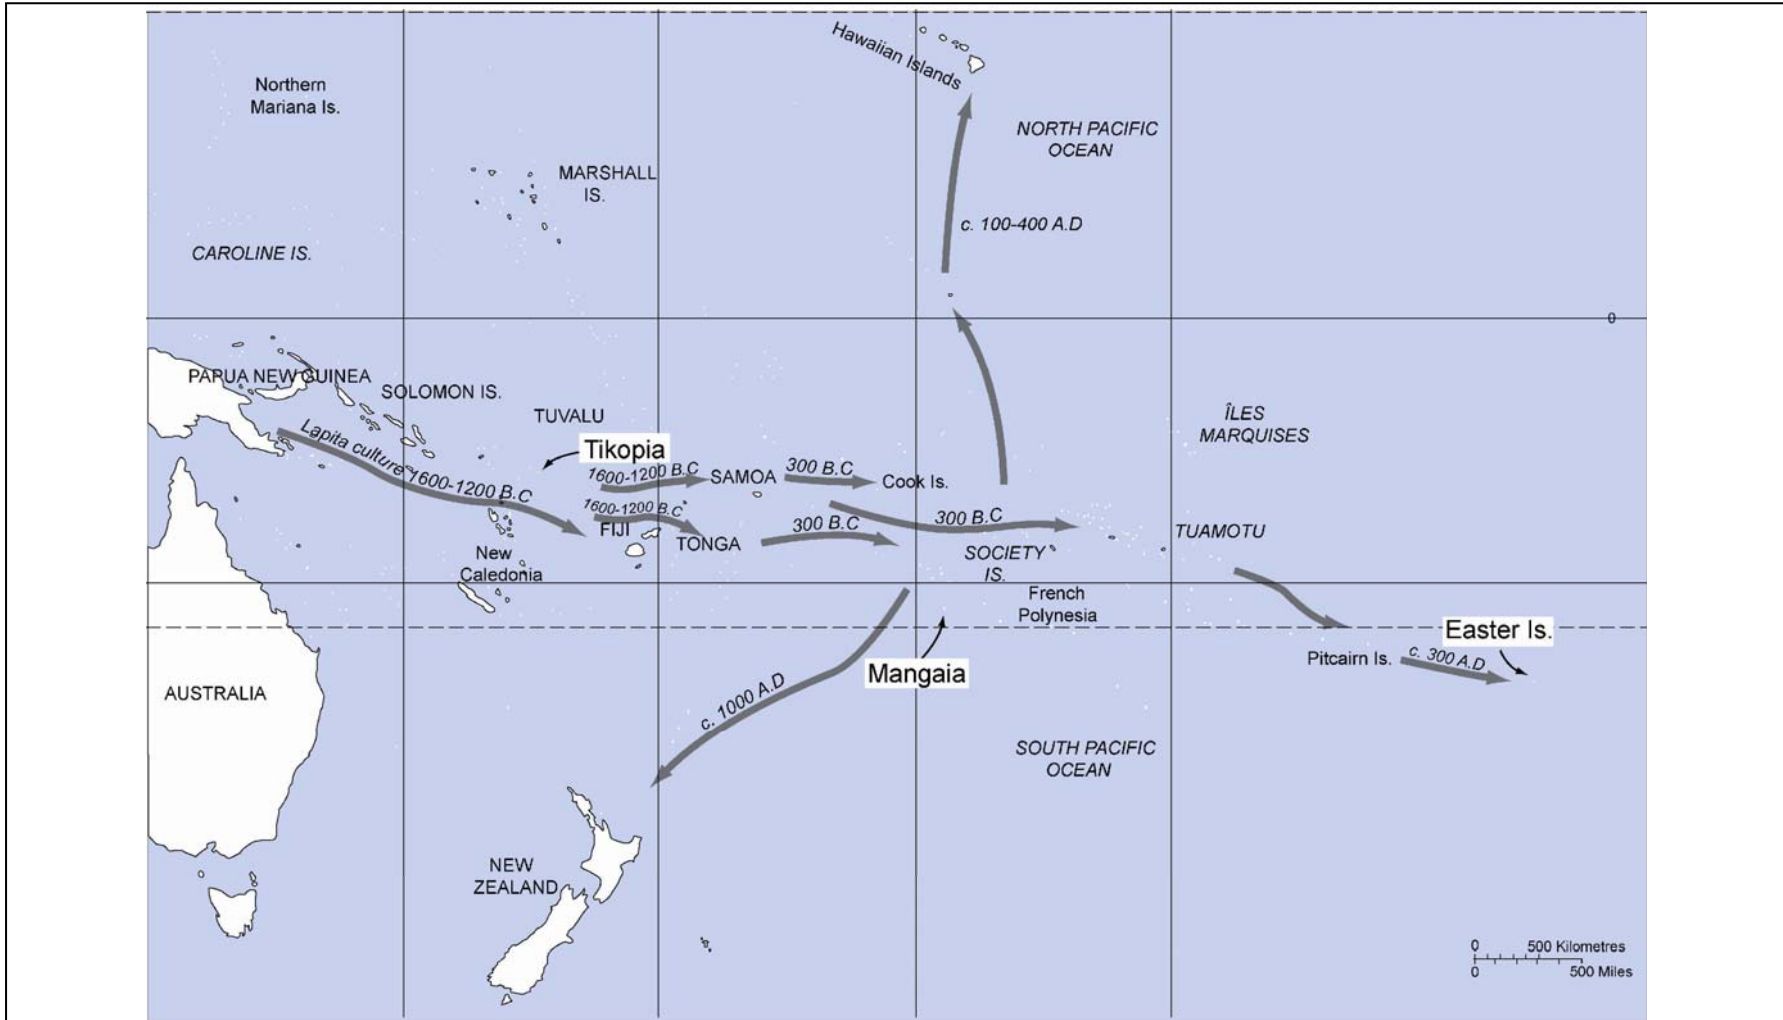 Hawaiian Islands
Northern
Mariana Is.
NORTH PACIFIC
OCEAN
MARSHALL
IS.
c. 100-400 A.D
CAROLINE IS.
0
PAPUA NEW GUINEA
SOLOMON IS.
TUVALU
ÎLES
MARQUISES
Lapita culture 1600-1200 B.C
Tikopia
1600-1200 B.C
SAMOA
300 B.C
Cook Is.
1600-1200 B.C
FIJI
TONGA
300 B.C
300 B.C
TUAMOTU
New
Caledonia
SOCIETY
IS.
French
Polynesia
Easter Is.
Mangaia
Pitcairn Is.
c. 300 A.D
AUSTRALIA
c. 1000 A.D
SOUTH PACIFIC
OCEAN
NEW
ZEALAND
0 500 Kilometres
0 500 Miles